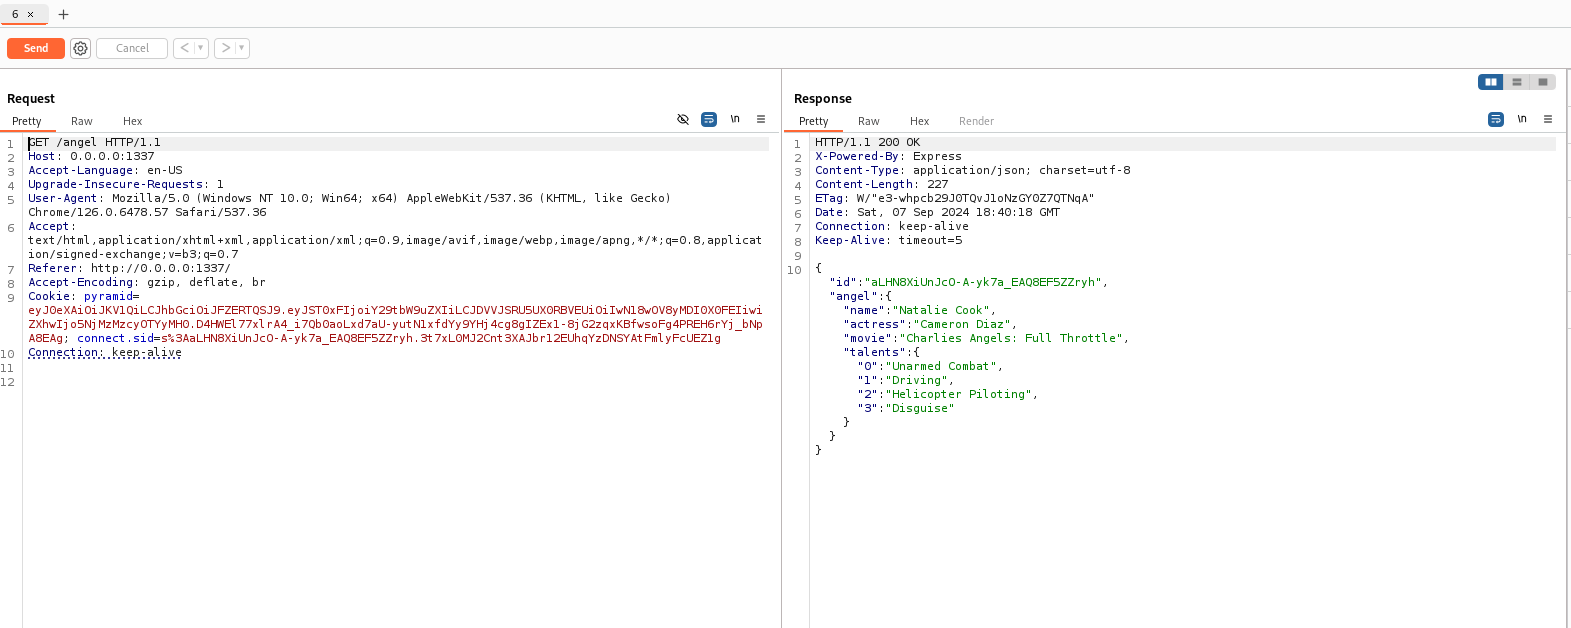 6 × +
Send Cancel < >
Request
Pretty Raw Hex \n
1 GET /angel HTTP/1.1
2 Host: 0.0.0.0:1337
3 Accept-Language: en-US
4 Upgrade-Insecure-Requests: 1
5 User-Agent: Mozilla/5.0 (Windows NT 10.0; Win64; x64) AppleWebKit/537.36 (KHTML, like Gecko)
Chrome/126.0.6478.57 Safari/537.36
6 Accept:
text/html,application/xhtml+xml,application/xml;q=0.9,image/avif,image/webp,image/apng,*/*;q=0.8,applicat
ion/signed-exchange;v=b3;q=0.7
7 Referer: http://0.0.0.0:1337/
8 Accept-Encoding: gzip, deflate, br
9 Cookie: pyramid=
eyJ0eXAiOiJKV1QiLCJhbGciOiJFZERTQSJ9.eyJST0xFIjoiY29tbW9uZXIiLCJDVVJSRU5UX0RBVEUiOiIwN18wOV8yMDI0X0FEIiwi
ZXhwIjo5NjMzMzcyOTYyMH0.D4HWEl77xlrA4_i7Qb0aoLxd7aU-yutN1xfdYy9YHj4cg8gIZEx1-8jG2zqxKBfwsoFg4PREH6rYj_bNp
A8EAg; connect.sid=s%3AaLHN8XiUnJcO-A-yk7a_EAQ8EF5ZZryh.3t7xL0MJ2Cnt3XAJbr12EUhqYzDNSYAtFmlyFcUEZ1g
10 Connection: keep-alive
11
12
Response
Pretty Raw Hex Render \n
1 HTTP/1.1 200 OK
2 X-Powered-By: Express
3 Content-Type: application/json; charset=utf-8
4 Content-Length: 227
5 ETag: W/"e3-whpcb29J0TQvJ1oNzGY0Z7QTNqA"
6 Date: Sat, 07 Sep 2024 18:40:18 GMT
7 Connection: keep-alive
8 Keep-Alive: timeout=5
9
10 {
"id":"aLHN8XiUnJcO-A-yk7a_EAQ8EF5ZZryh",
"angel":{
"name":"Natalie Cook",
"actress":"Cameron Diaz",
"movie":"Charlies Angels: Full Throttle",
"talents":{
"0":"Unarmed Combat",
"1":"Driving",
"2":"Helicopter Piloting",
"3":"Disguise"
}
}
}